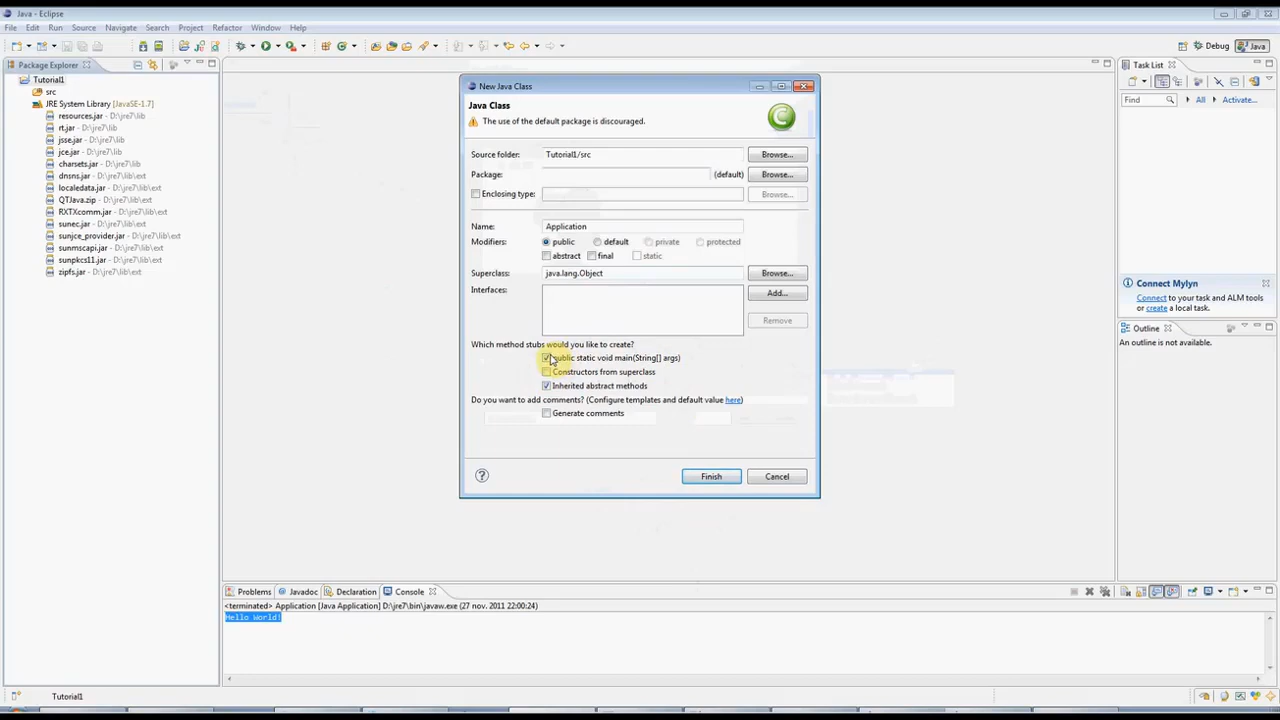 Java - Eclipse
File Edit Run Source Navigate Search Project Refactor Window Help
Debug Java
Package Explorer
Tutorial1
src
JRE System Library [JavaSE-1.7]
resources.jar - D:\jre7\lib
rt.jar - D:\jre7\lib
jsse.jar - D:\jre7\lib
jce.jar - D:\jre7\lib
charsets.jar - D:\jre7\lib
dnsns.jar - D:\jre7\lib\ext
localedata.jar - D:\jre7\lib\ext
QTJava.zip - D:\jre7\lib\ext
RXTXcomm.jar - D:\jre7\lib\ext
sunec.jar - D:\jre7\lib\ext
sunjce_provider.jar - D:\jre7\lib\ext
sunmscapi.jar - D:\jre7\lib\ext
sunpkcs11.jar - D:\jre7\lib\ext
zipfs.jar - D:\jre7\lib\ext
New Java Class
Java Class
The use of the default package is discouraged.
Source folder: Tutorial1/src Browse...
Package: (default) Browse...
Enclosing type: Browse...
Name: Application
Modifiers: public default private protected
abstract final static
Superclass: java.lang.Object Browse...
Interfaces: Add...
Remove
Which method stubs would you like to create?
public static void main(String[] args)
Constructors from superclass
Inherited abstract methods
Do you want to add comments? (Configure templates and default value here)
Generate comments
Finish Cancel
Task List
Find All Activate...
Connect Mylyn
Connect to your task and ALM tools
or create a local task.
Outline
An outline is not available.
Problems Javadoc Declaration Console
<terminated> Application [Java Application] D:\jre7\bin\javaw.exe (27 nov. 2011 22:00:24)
Hello World!
Tutorial1